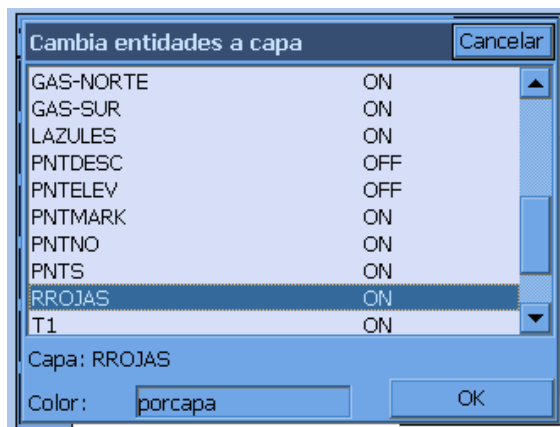 Cambia entidades a capa Cancelar
GAS-NORTE ON
GAS-SUR ON
LAZULES ON
PNTDESC OFF
PNTELEV OFF
PNTMARK ON
PNTNO ON
PNTS ON
RROJAS ON
T1 ON
Capa: RROJAS
Color: porcapa OK